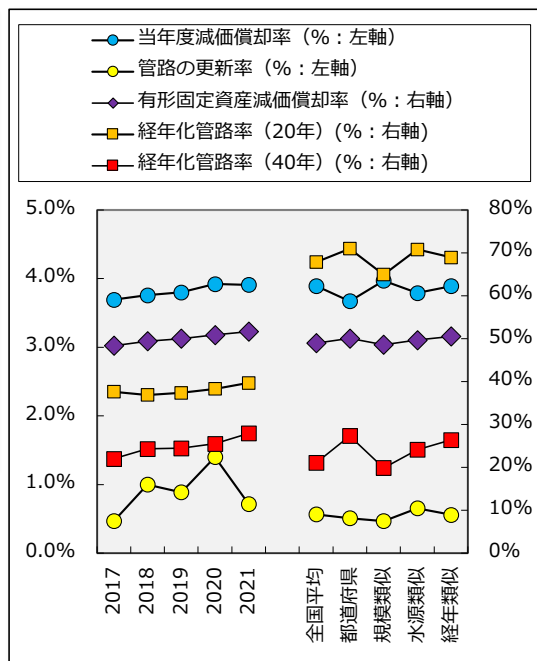 当年度減価償却率（%：左軸）
管路の更新率（%：左軸）
有形固定資産減価償却率（%：右軸）
経年化管路率（20年）(%：右軸)
経年化管路率（40年）(%：右軸)
5.0%
4.0%
3.0%
2.0%
1.0%
0.0%
80%
70%
60%
50%
40%
30%
20%
10%
0%
2017
2018
2019
2020
2021
全国平均
都道府県
規模類似
水源類似
経年類似